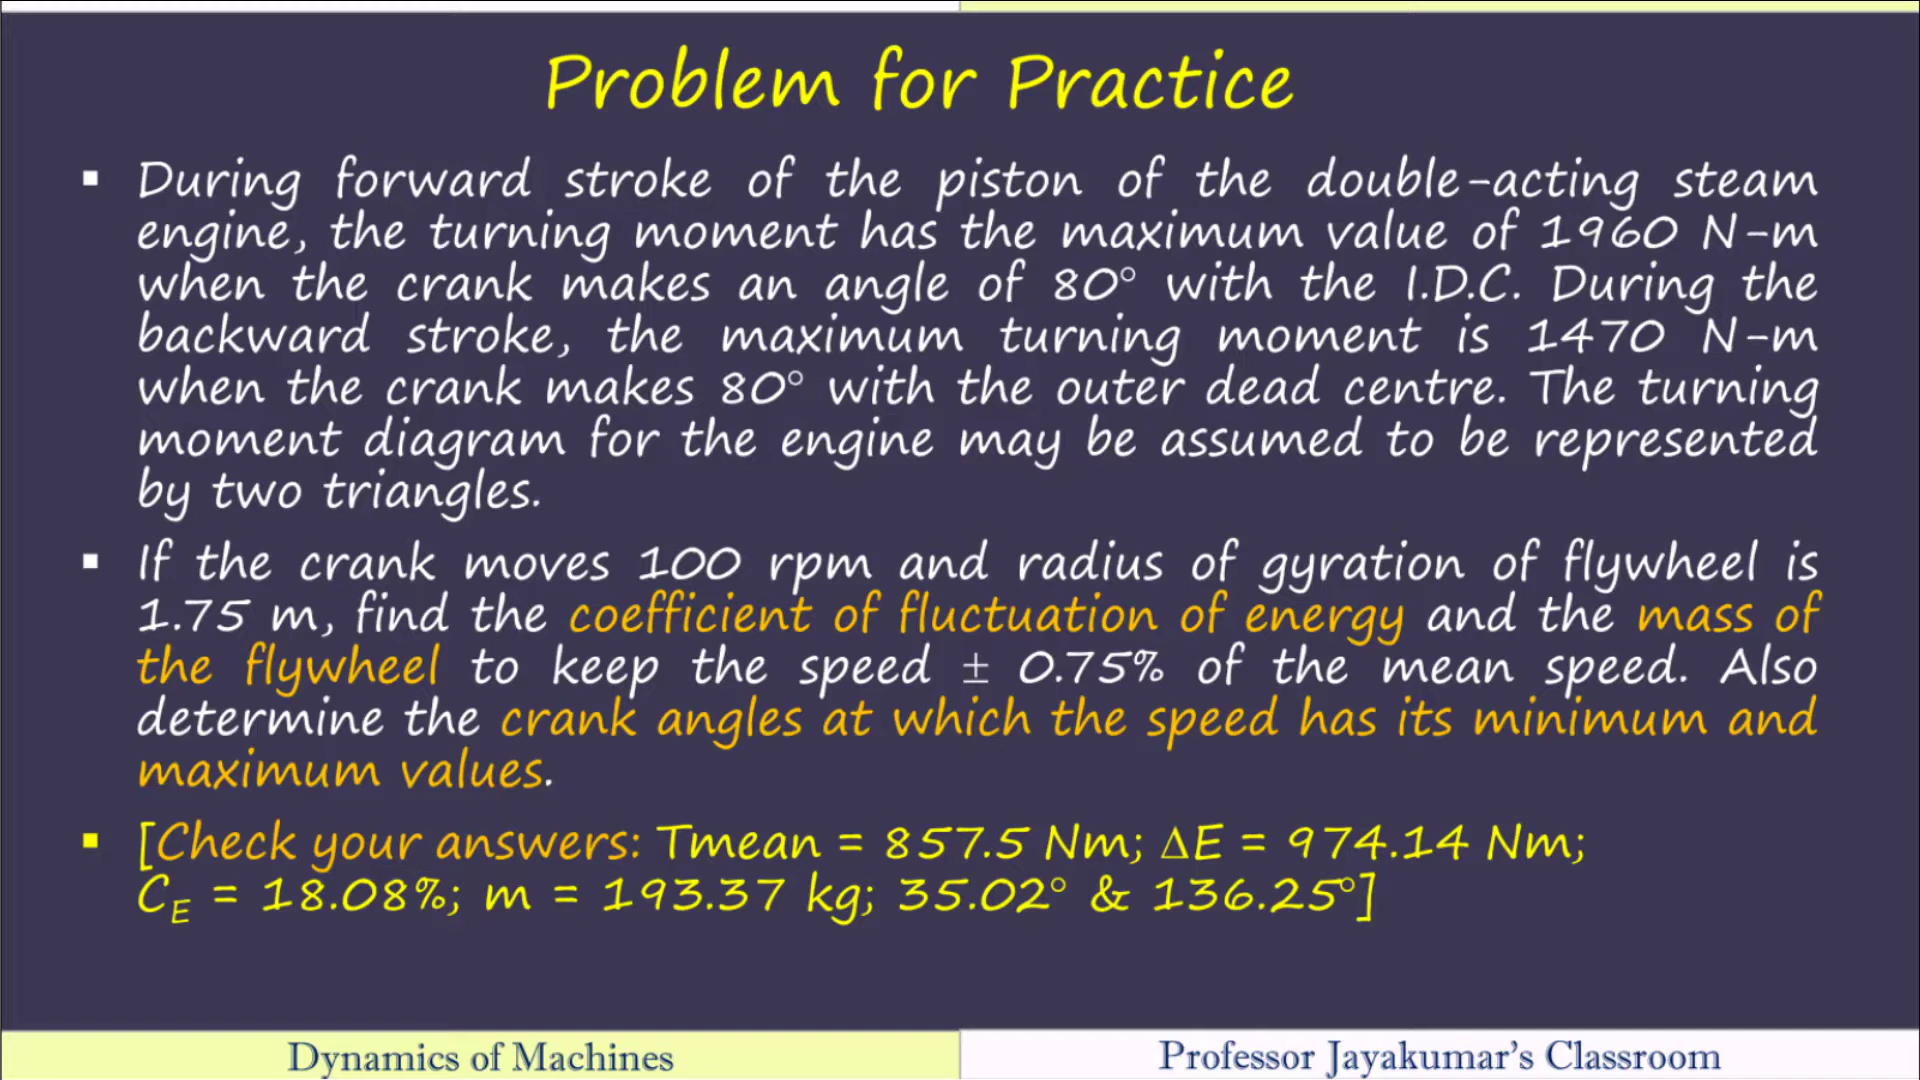 Problem for Practice
▪ During forward stroke of the piston of the double-acting steam
engine, the turning moment has the maximum value of 1960 N-m
when the crank makes an angle of 80° with the I.D.C. During the
backward stroke, the maximum turning moment is 1470 N-m
when the crank makes 80° with the outer dead centre. The turning
moment diagram for the engine may be assumed to be represented
by two triangles.
▪ If the crank moves 100 rpm and radius of gyration of flywheel is
1.75 m, find the coefficient of fluctuation of energy and the mass of
the flywheel to keep the speed ± 0.75% of the mean speed. Also
determine the crank angles at which the speed has its minimum and
maximum values.
▪ [Check your answers: Tmean = 857.5 Nm; ΔE = 974.14 Nm;
C_E = 18.08%; m = 193.37 kg; 35.02° & 136.25°]
Dynamics of Machines
Professor Jayakumar's Classroom